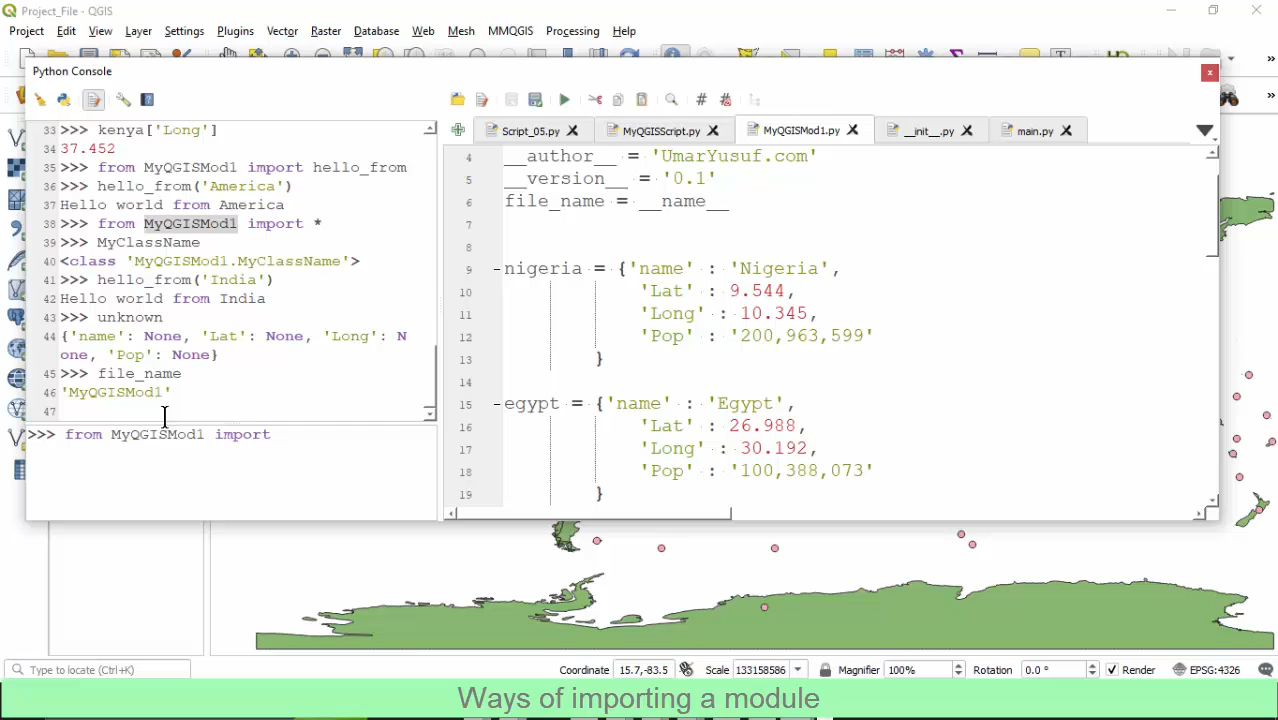 Project_File - QGIS
Project Edit View Layer Settings Plugins Vector Raster Database Web Mesh MMQGIS Processing Help
Python Console
Script_05.py MyQGISScript.py MyQGISMod1.py __init__.py main.py
33 >>> kenya['Long']
34 37.452
35 >>> from MyQGISMod1 import hello_from
36 >>> hello_from('America')
37 Hello world from America
38 >>> from MyQGISMod1 import *
39 >>> MyClassName
40 <class 'MyQGISMod1.MyClassName'>
41 >>> hello_from('India')
42 Hello world from India
43 >>> unknown
44 {'name': None, 'Lat': None, 'Long': N
one, 'Pop': None}
45 >>> file_name
46 'MyQGISMod1'
47
>>> from MyQGISMod1 import
4 __author__ = 'UmarYusuf.com'
5 __version__ = '0.1'
6 file_name = __name__
7
8
9 nigeria = {'name' : 'Nigeria',
10 'Lat' : 9.544,
11 'Long' : 10.345,
12 'Pop' : '200,963,599'
13 }
14
15 egypt = {'name' : 'Egypt',
16 'Lat' : 26.988,
17 'Long' : 30.192,
18 'Pop' : '100,388,073'
19 }
Type to locate (Ctrl+K) Coordinate 15.7,-83.5 Scale 133158586 Magnifier 100% Rotation 0.0 ° Render EPSG:4326
Ways of importing a module